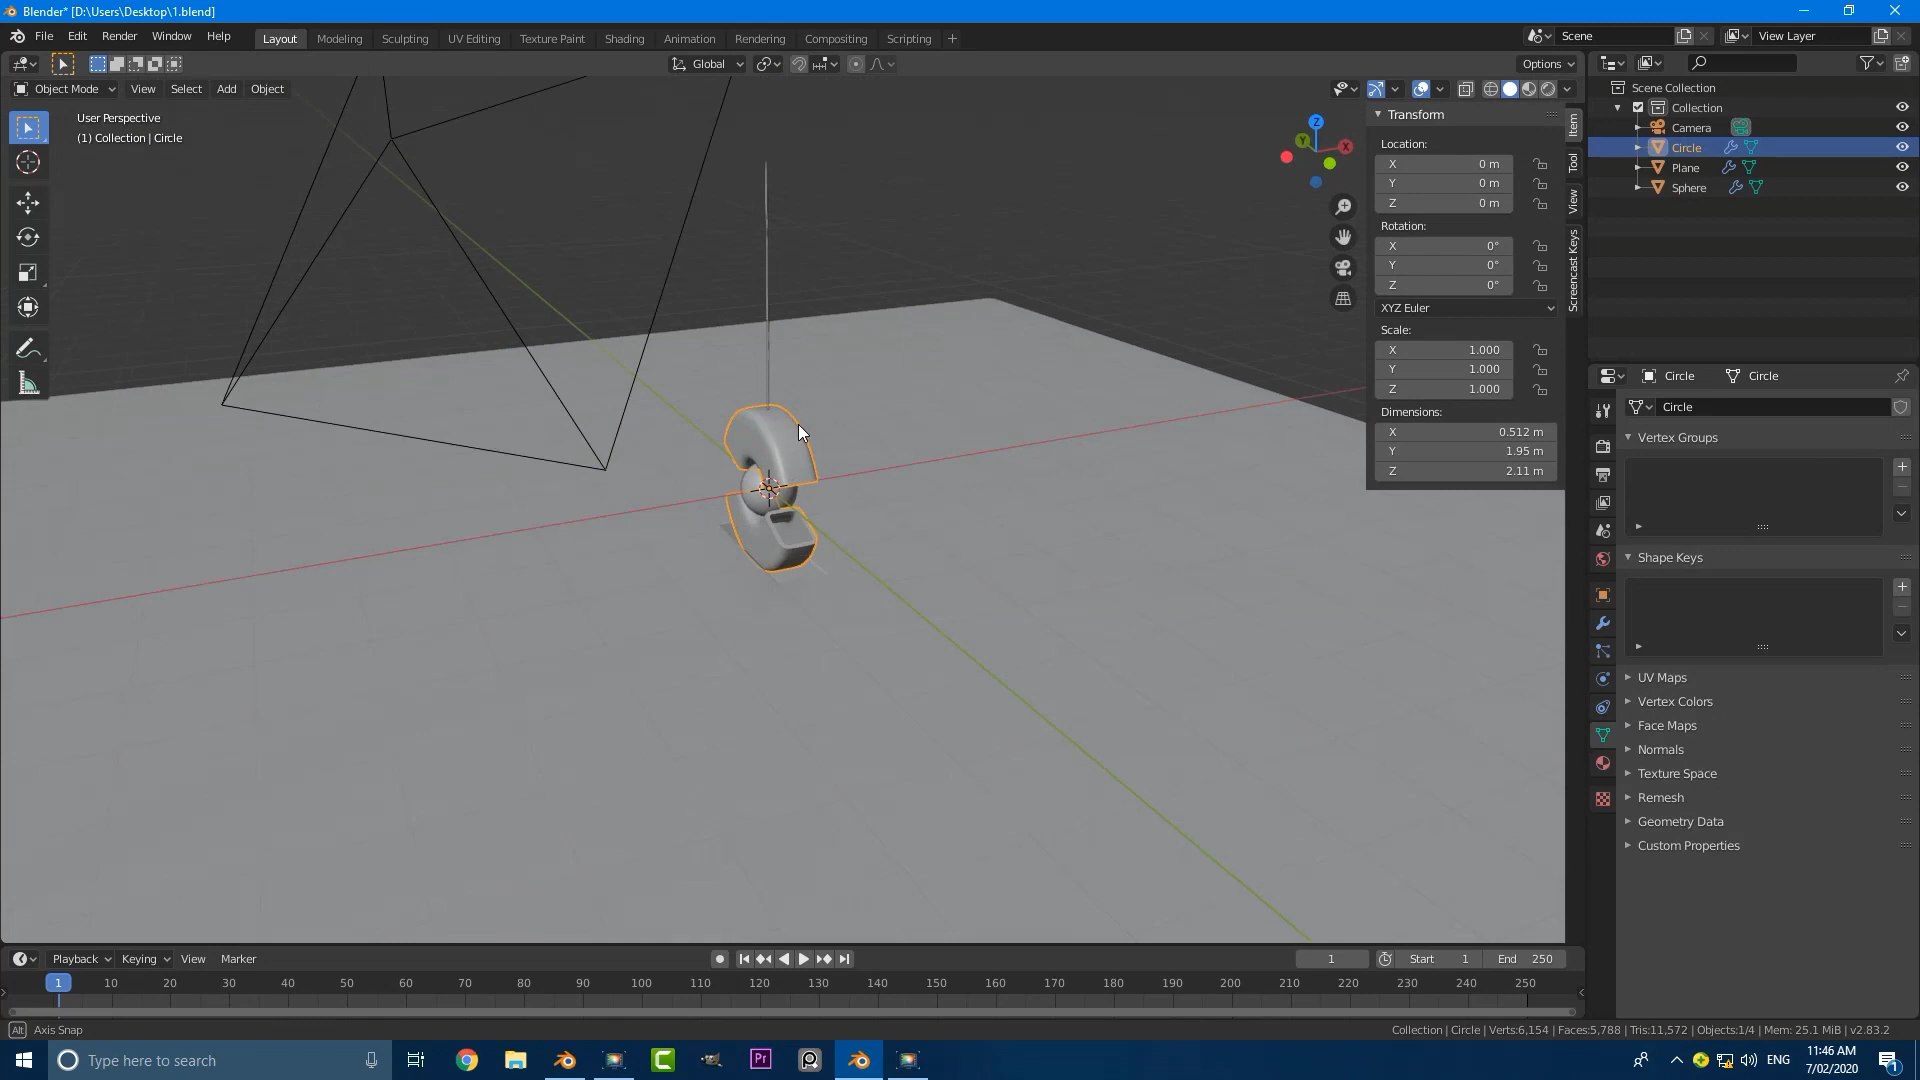 Blender* [D:\Users\Desktop\1.blend]
File Edit Render Window Help
Layout Modeling Sculpting UV Editing Texture Paint Shading Animation Rendering Compositing Scripting +
Scene
View Layer
Global
Options
Object Mode View Select Add Object
User Perspective
(1) Collection | Circle
Z
Y
X
Transform
Location:
X 0 m
Y 0 m
Z 0 m
Rotation:
X 0°
Y 0°
Z 0°
XYZ Euler
Scale:
X 1.000
Y 1.000
Z 1.000
Dimensions:
X 0.512 m
Y 1.95 m
Z 2.11 m
Item
Tool
View
Screencast Keys
Scene Collection
Collection
Camera
Circle
Plane
Sphere
Circle Circle
Circle
Vertex Groups
Shape Keys
UV Maps
Vertex Colors
Face Maps
Normals
Texture Space
Remesh
Geometry Data
Custom Properties
Playback Keying View Marker
1
Start 1
End 250
1 10 20 30 40 50 60 70 80 90 100 110 120 130 140 150 160 170 180 190 200 210 220 230 240 250
Alt Axis Snap
Collection | Circle | Verts:6,154 | Faces:5,788 | Tris:11,572 | Objects:1/4 | Mem: 25.1 MiB | v2.83.2
Type here to search
Pr
ENG
11:46 AM
7/02/2020
1